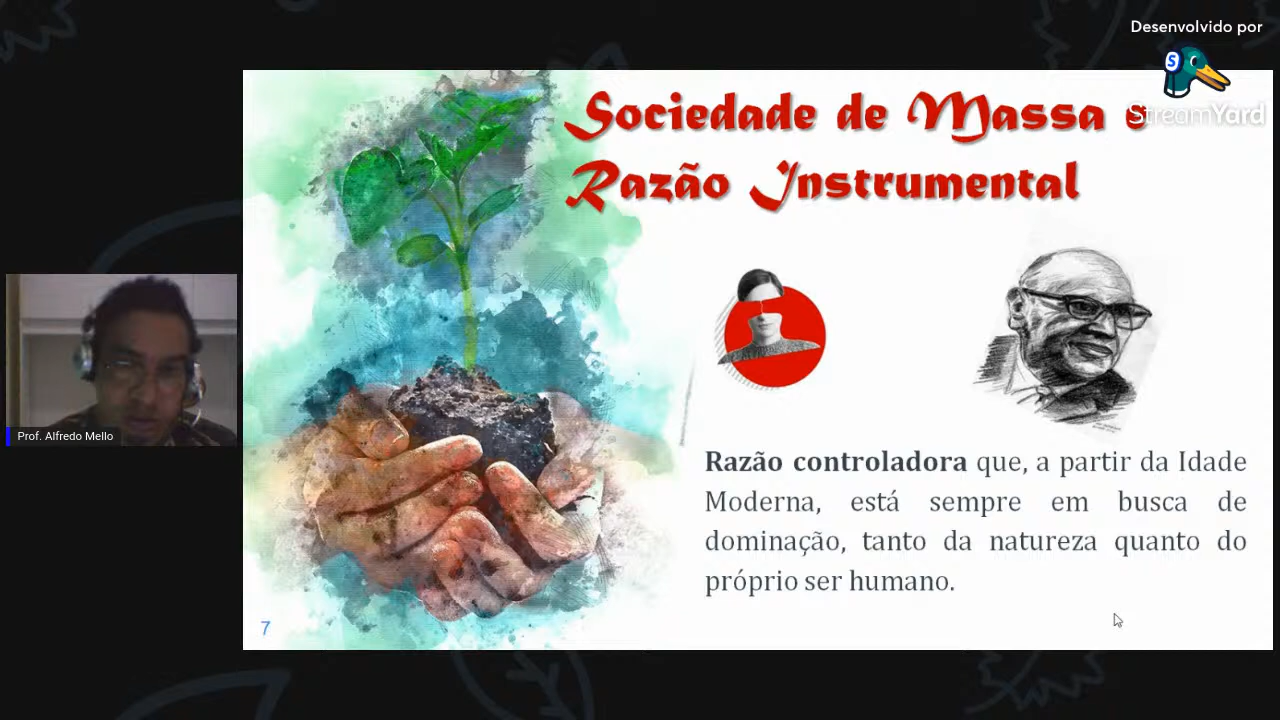 Desenvolvido por
StreamYard
Sociedade de Massa e
Razão Instrumental
Prof. Alfredo Mello
Razão controladora que, a partir da Idade
Moderna, está sempre em busca de
dominação, tanto da natureza quanto do
próprio ser humano.
7